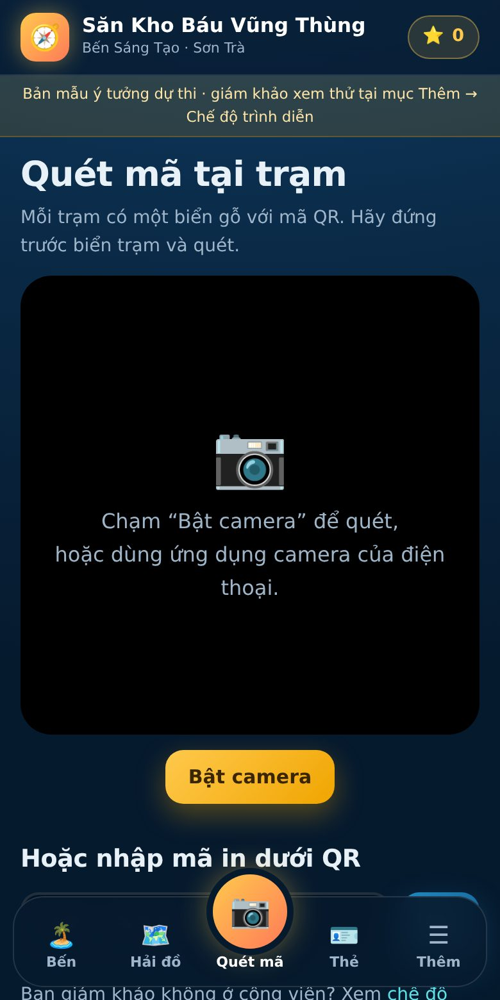 Săn Kho Báu Vũng Thùng
Bến Sáng Tạo · Sơn Trà
0
Bản mẫu ý tưởng dự thi · giám khảo xem thử tại mục Thêm →
Chế độ trình diễn
Quét mã tại trạm
Mỗi trạm có một biển gỗ với mã QR. Hãy đứng
trước biển trạm và quét.
Chạm “Bật camera” để quét,
hoặc dùng ứng dụng camera của điện
thoại.
Bật camera
Hoặc nhập mã in dưới QR
Bến
Hải đồ
Quét mã
Thẻ
Thêm
Ban giám khảo không ở công viên? Xem chế độ